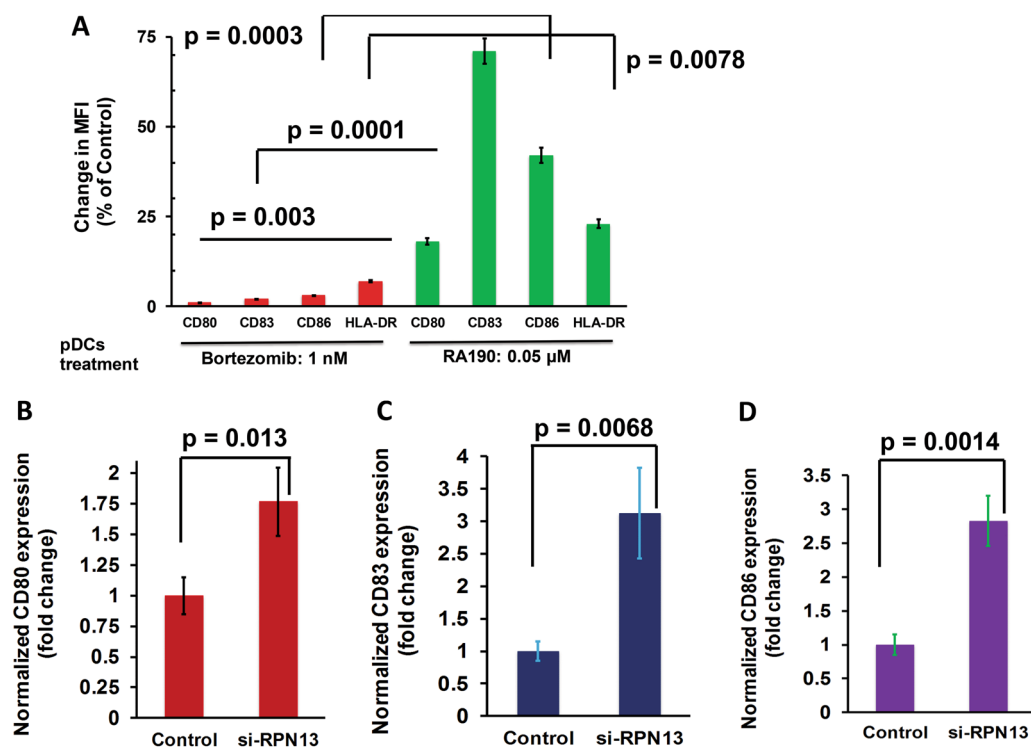 A
p = 0.0003
p = 0.0078
p = 0.0001
p = 0.003
Change in MFI
(% of Control)
75
50
25
0
CD80 CD83 CD86 HLA-DR CD80 CD83 CD86 HLA-DR
pDCs
treatment
Bortezomib: 1 nM
RA190: 0.05 µM
B
p = 0.013
Normalized CD80 expression
(fold change)
2
1.75
1.5
1.25
1
0.75
0.5
0.25
0
Control si-RPN13
C
p = 0.0068
Normalized CD83 expression
(fold change)
4
3.5
3
2.5
2
1.5
1
0.5
0
Control si-RPN13
D
p = 0.0014
Normalized CD86 expression
(fold change)
3.5
3
2.5
2
1.5
1
0.5
0
Control si-RPN13